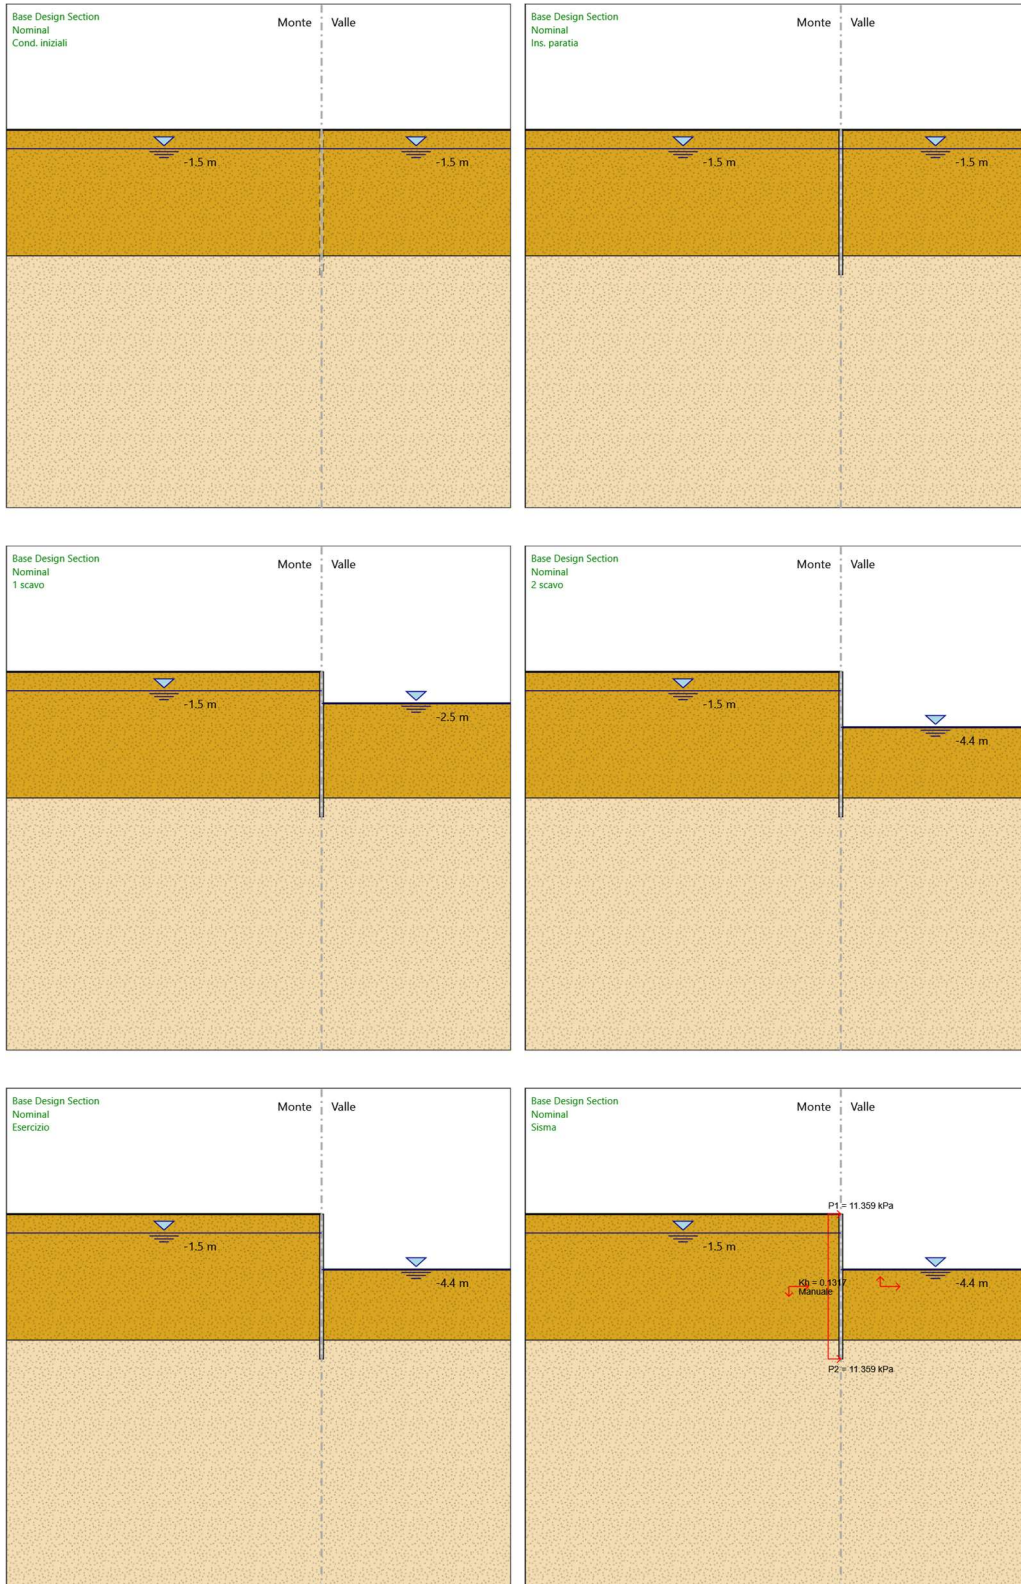 Base Design Section
Nominal
Cond. iniziali
Monte Valle
-1.5 m -1.5 m
Base Design Section
Nominal
Ins. paratia
Monte Valle
-1.5 m -1.5 m
Base Design Section
Nominal
1 scavo
Monte Valle
-1.5 m -2.5 m
Base Design Section
Nominal
2 scavo
Monte Valle
-1.5 m -4.4 m
Base Design Section
Nominal
Esercizio
Monte Valle
-1.5 m -4.4 m
Base Design Section
Nominal
Sisma
Monte Valle
P1 = 11.359 kPa
-1.5 m -4.4 m
Kh = 0.1317
Manuale
P2 = 11.359 kPa